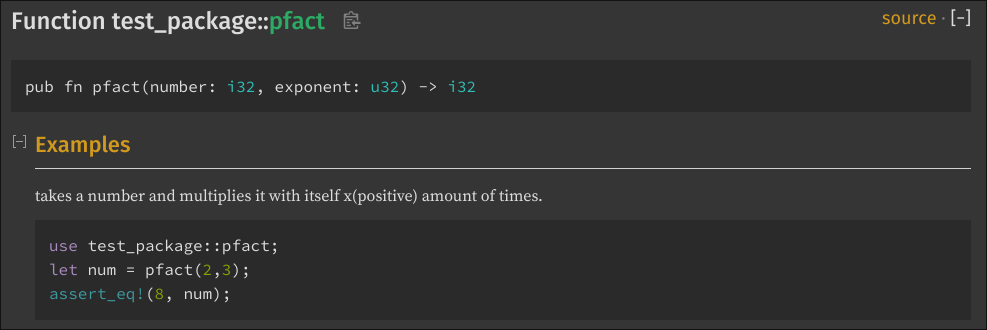 Function test_package::pfact
source · [-]
pub fn pfact(number: i32, exponent: u32) -> i32
[-] Examples
takes a number and multiplies it with itself x(positive) amount of times.
use test_package::pfact;
let num = pfact(2,3);
assert_eq!(8, num);